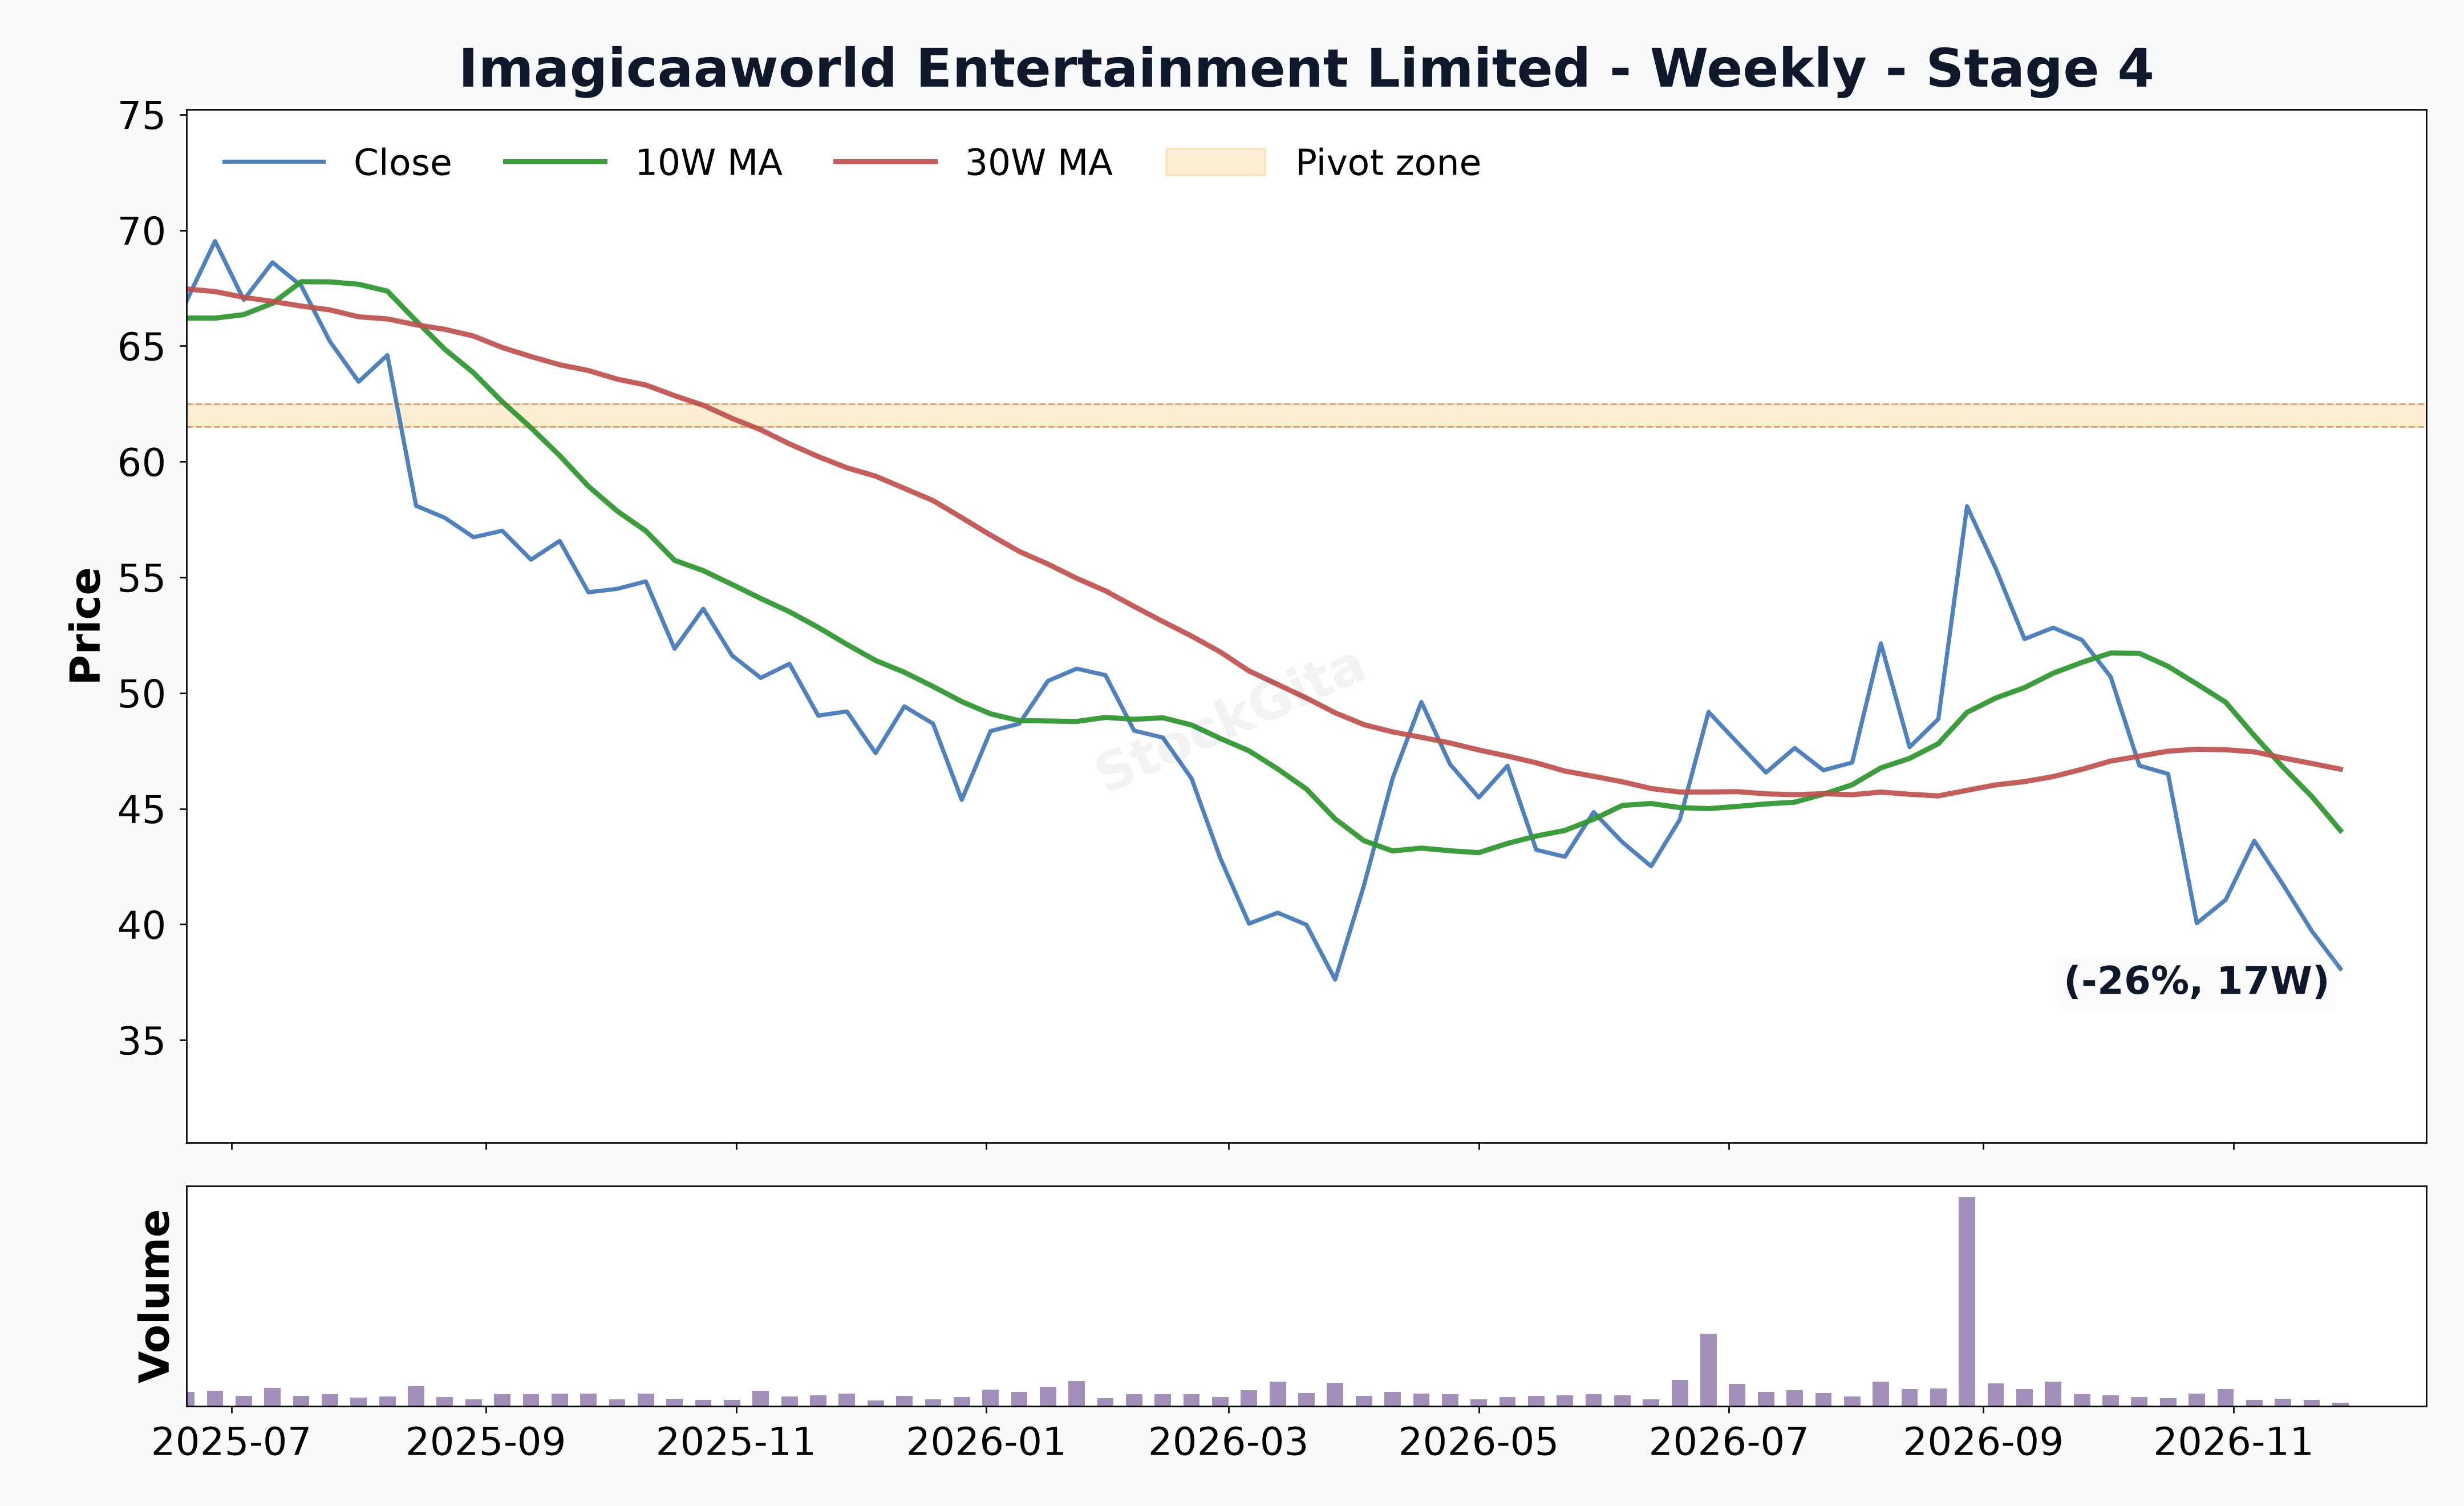 Imagicaaworld Entertainment Limited - Weekly - Stage 4
Close 10W MA 30W MA Pivot zone
75
70
65
60
55
50
45
40
35
Price
StockGita
(-26%, 17W)
Volume
2025-07 2025-09 2025-11 2026-01 2026-03 2026-05 2026-07 2026-09 2026-11